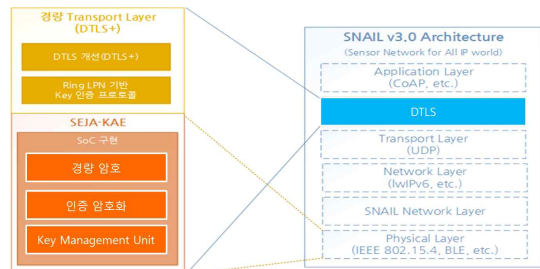 경량 Transport Layer
(DTLS+)
DTLS 개선(DTLS+)
Ring LPN 기반
Key 인증 프로토콜
SEJA-KAE
SoC 구현
경량 암호
인증 암호화
Key Management Unit
SNAIL v3.0 Architecture
(Sensor Network for All IP world)
Application Layer
(CoAP, etc.)
DTLS
Transport Layer
(UDP)
Network Layer
(lwIPv6, etc.)
SNAIL Network Layer
Physical Layer
(IEEE 802.15.4, BLE, etc.)